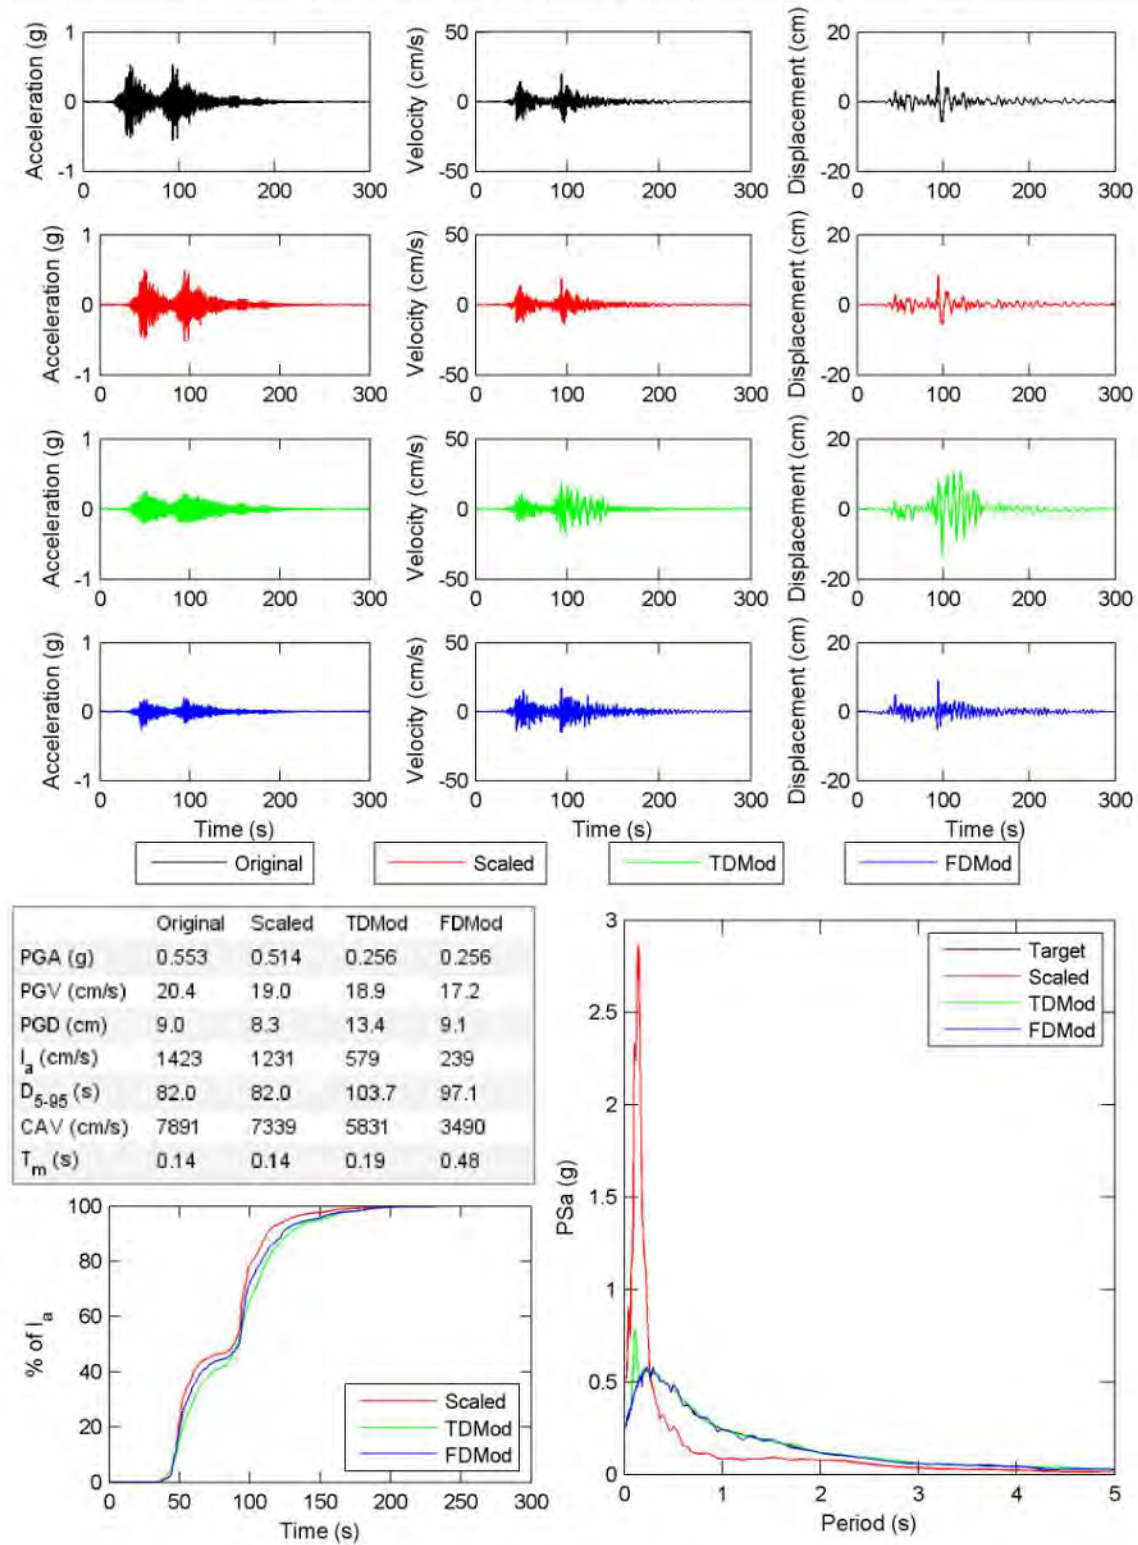 Acceleration (g)
1
0
-1
0 100 200 300
Velocity (cm/s)
50
0
-50
0 100 200 300
Displacement (cm)
20
0
-20
0 100 200 300
Acceleration (g)
1
0
-1
0 100 200 300
Velocity (cm/s)
50
0
-50
0 100 200 300
Displacement (cm)
20
0
-20
0 100 200 300
Acceleration (g)
1
0
-1
0 100 200 300
Velocity (cm/s)
50
0
-50
0 100 200 300
Displacement (cm)
20
0
-20
0 100 200 300
Acceleration (g)
1
0
-1
0 100 200 300
Time (s)
Velocity (cm/s)
50
0
-50
0 100 200 300
Time (s)
Displacement (cm)
20
0
-20
0 100 200 300
Time (s)
Original Scaled TDMod FDMod
Original Scaled TDMod FDMod
PGA (g) 0.553 0.514 0.256 0.256
PGV (cm/s) 20.4 19.0 18.9 17.2
PGD (cm) 9.0 8.3 13.4 9.1
Ia (cm/s) 1423 1231 579 239
D5-95 (s) 82.0 82.0 103.7 97.1
CAV (cm/s) 7891 7339 5831 3490
Tm (s) 0.14 0.14 0.19 0.48
% of Ia
100
80
60
40
20
0
0 50 100 150 200 250 300
Time (s)
Scaled
TDMod
FDMod
PSa (g)
3
2.5
2
1.5
1
0.5
0
0 1 2 3 4 5
Period (s)
Target
Scaled
TDMod
FDMod